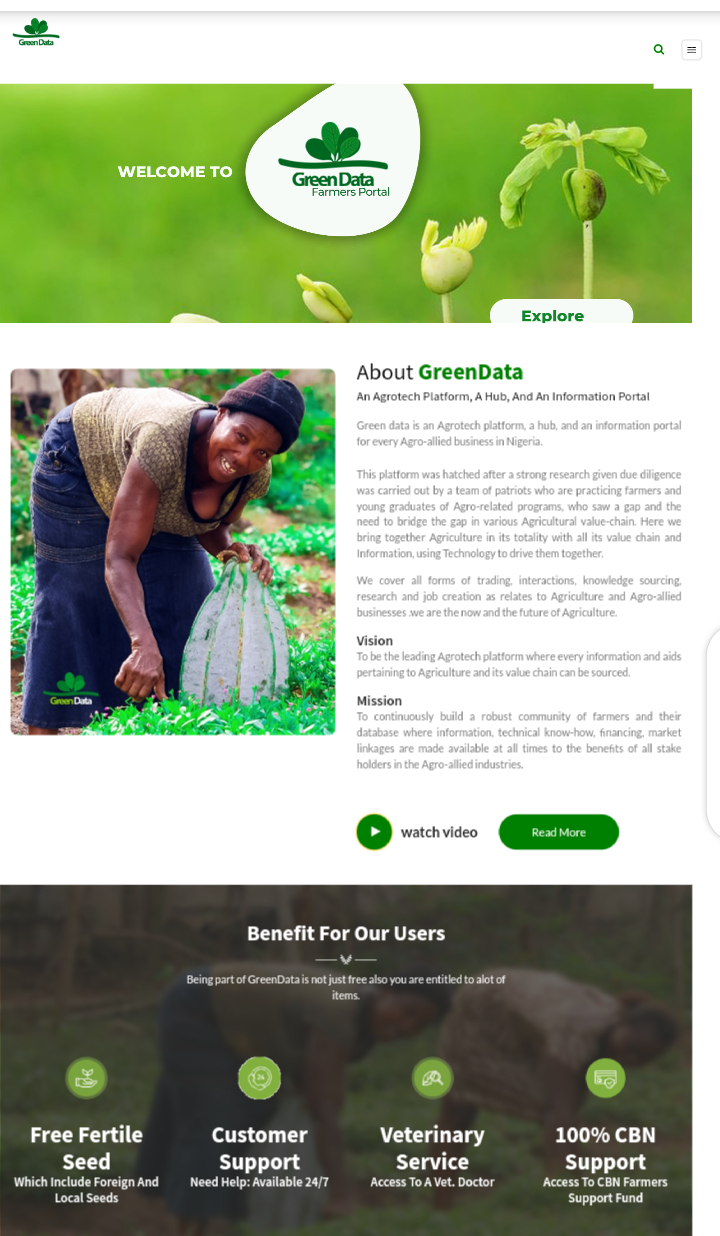 GreenData
WELCOME TO
GreenData
Farmers Portal
Explore
About GreenData
An Agrotech Platform, A Hub, And An Information Portal
Green data is an Agrotech platform, a hub, and an information portal
for every Agro-allied business in Nigeria.
This platform was hatched after a strong research given due diligence
was carried out by a team of patriots who are practicing farmers and
young graduates of Agro-related programs, who saw a gap and the
need to bridge the gap in various Agricultural value-chain. Here we
bring together Agriculture in its totality with all its value chain and
Information, using Technology to drive them together.
We cover all forms of trading, interactions, knowledge sourcing,
research and job creation as relates to Agriculture and Agro-allied
businesses .we are the now and the future of Agriculture.
Vision
To be the leading Agrotech platform where every information and aids
pertaining to Agriculture and its value chain can be sourced.
Mission
To continuously build a robust community of farmers and their
database where information, technical know-how, financing, market
linkages are made available at all times to the benefits of all stake
holders in the Agro-allied industries.
GreenData
watch video
Read More
Benefit For Our Users
Being part of GreenData is not just free also you are entitled to alot of
items.
24
Free Fertile
Seed
Which Include Foreign And
Local Seeds
Customer
Support
Need Help: Available 24/7
Veterinary
Service
Access To A Vet. Doctor
100% CBN
Support
Access To CBN Farmers
Support Fund